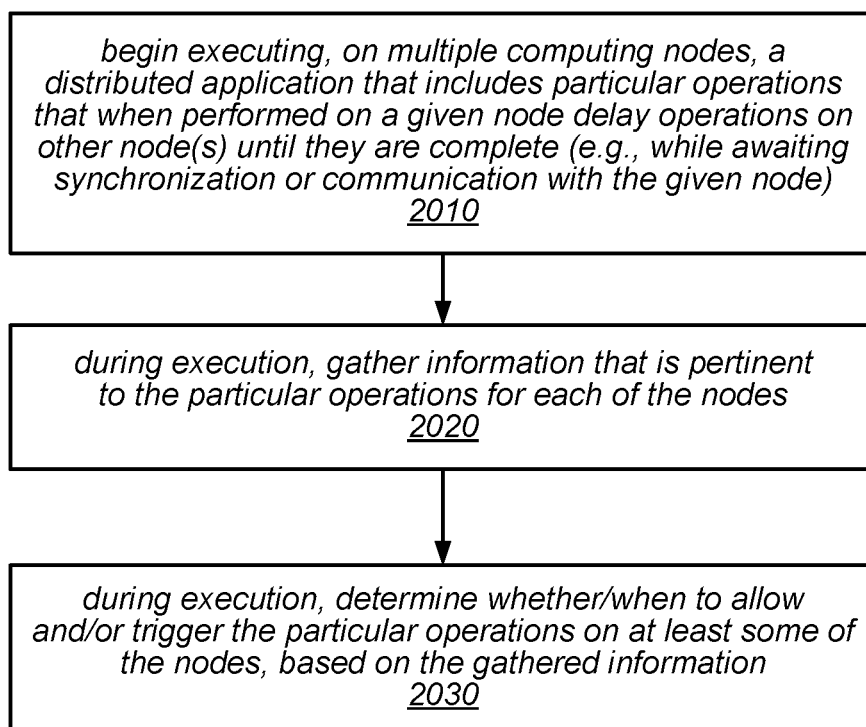 begin executing, on multiple computing nodes, a
distributed application that includes particular operations
that when performed on a given node delay operations on
other node(s) until they are complete (e.g., while awaiting
synchronization or communication with the given node)
2010
during execution, gather information that is pertinent
to the particular operations for each of the nodes
2020
during execution, determine whether/when to allow
and/or trigger the particular operations on at least some of
the nodes, based on the gathered information
2030